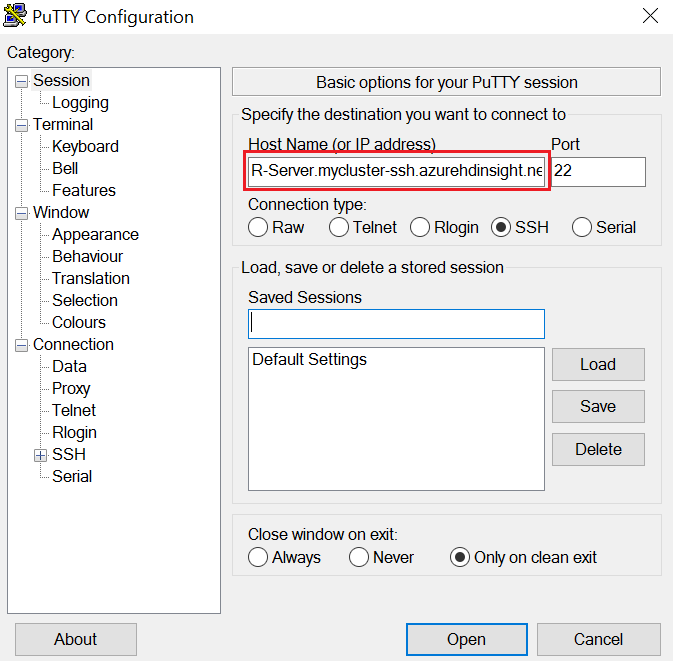 PuTTY Configuration
Category:
Session
Logging
Terminal
Keyboard
Bell
Features
Window
Appearance
Behaviour
Translation
Selection
Colours
Connection
Data
Proxy
Telnet
Rlogin
SSH
Serial
Basic options for your PuTTY session
Specify the destination you want to connect to
Host Name (or IP address) Port
R-Server.mycluster-ssh.azurehdinsight.ne 22
Connection type:
Raw Telnet Rlogin SSH Serial
Load, save or delete a stored session
Saved Sessions
Default Settings
Load
Save
Delete
Close window on exit:
Always Never Only on clean exit
About Open Cancel